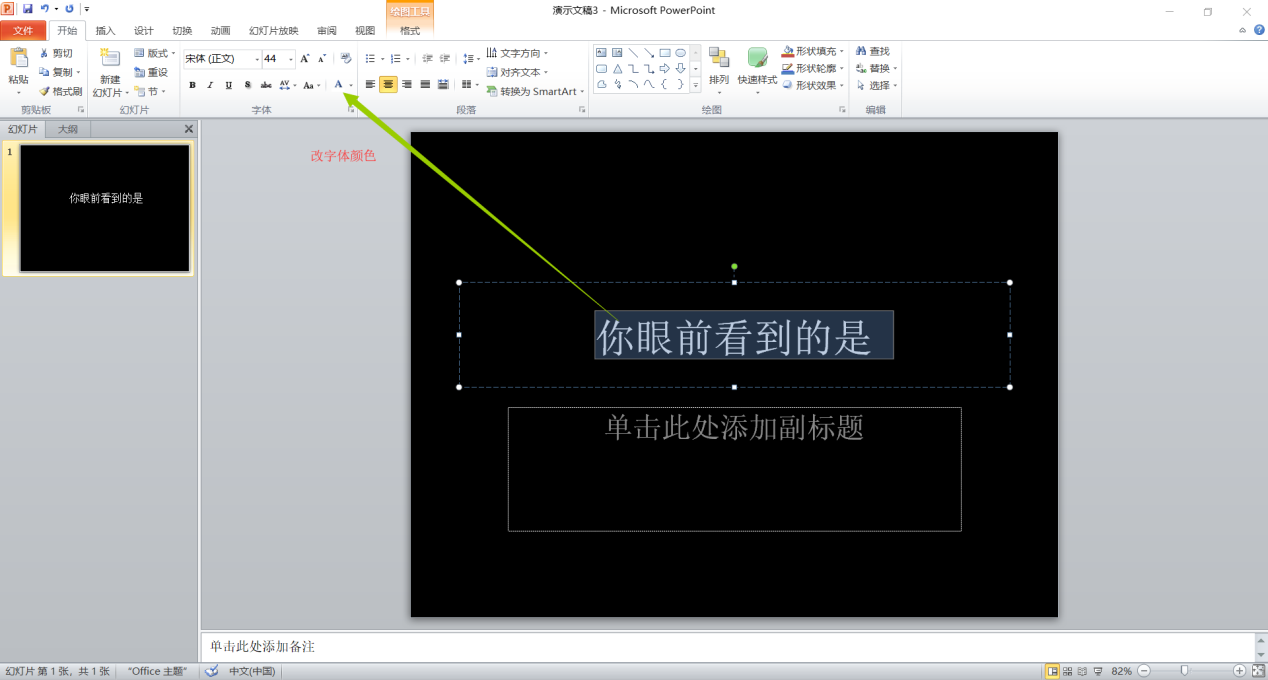 演示文稿3 - Microsoft PowerPoint
绘图工具
文件 开始 插入 设计 切换 动画 幻灯片放映 审阅 视图 格式
粘贴 剪切 复制 格式刷
新建幻灯片 版式 重设 节
宋体 (正文) 44
B I U S abc AV Aa A
文字方向
对齐文本
转换为 SmartArt
排列 快速样式
形状填充
形状轮廓
形状效果
查找
替换
选择
剪贴板 幻灯片 字体 段落 绘图 编辑
幻灯片 大纲
1
你眼前看到的是
改字体颜色
你眼前看到的是
单击此处添加副标题
单击此处添加备注
幻灯片 第 1 张，共 1 张 "Office 主题" 中文(中国) 82%